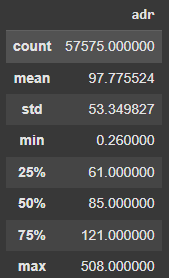 adr
count 57575.000000
mean 97.775524
std 53.349827
min 0.260000
25% 61.000000
50% 85.000000
75% 121.000000
max 508.000000